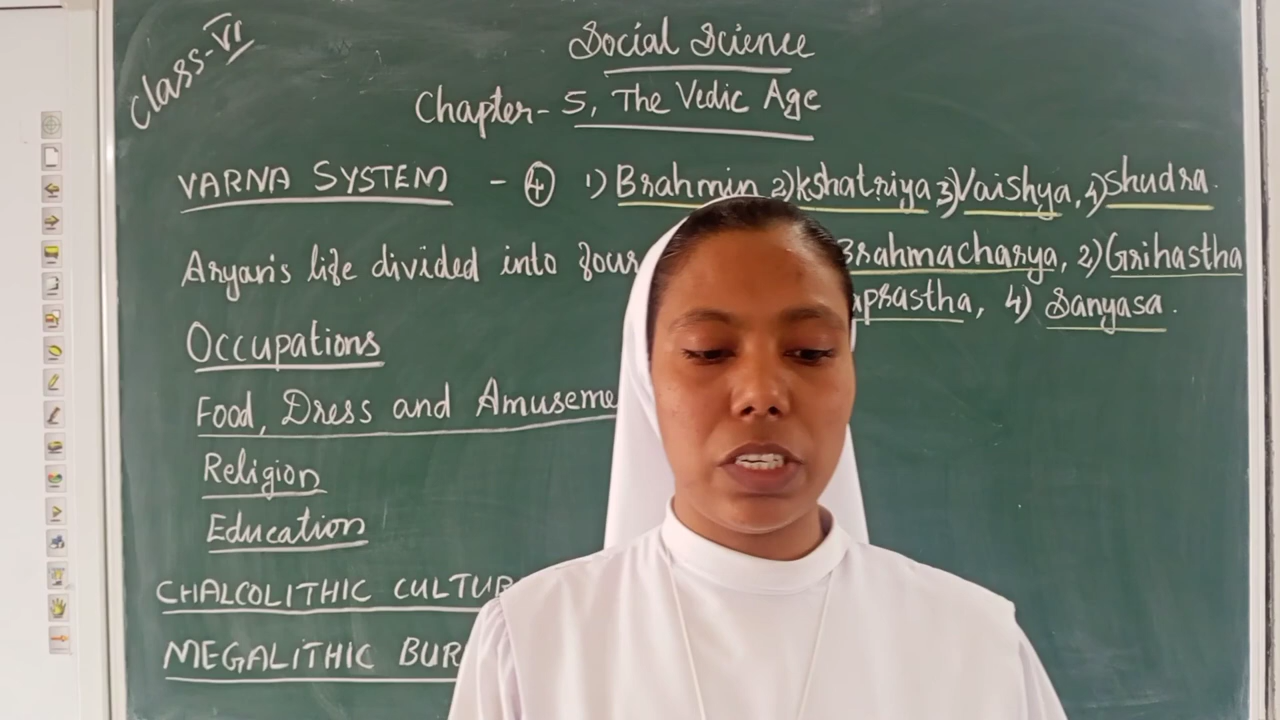 Class-VI
Social Science
Chapter- 5, The Vedic Age
VARNA SYSTEM - 4 1) Brahmin 2) Kshatriya 3) Vaishya, 4) Shudra.
Aryan's life divided into four Brahmacharya, 2) Grihastha
4) Sanyasa.
Occupations
Food, Dress and
Religion
Education
CHALCOLITHIC
MEGALITHIC